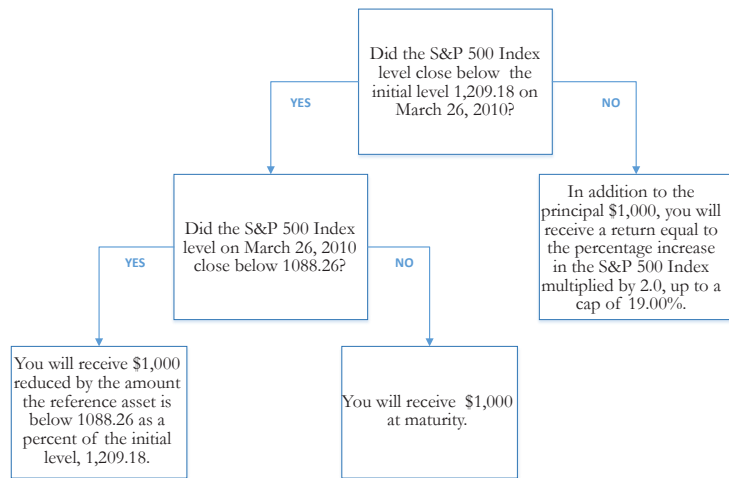 Did the S&P 500 Index
level close below the
initial level 1,209.18 on
March 26, 2010?
YES
NO
Did the S&P 500 Index
level on March 26, 2010
close below 1088.26?
In addition to the
principal $1,000, you will
receive a return equal to
the percentage increase
in the S&P 500 Index
multiplied by 2.0, up to a
cap of 19.00%.
YES
NO
You will receive $1,000
reduced by the amount
the reference asset is
below 1088.26 as a
percent of the initial
level, 1,209.18.
You will receive $1,000
at maturity.